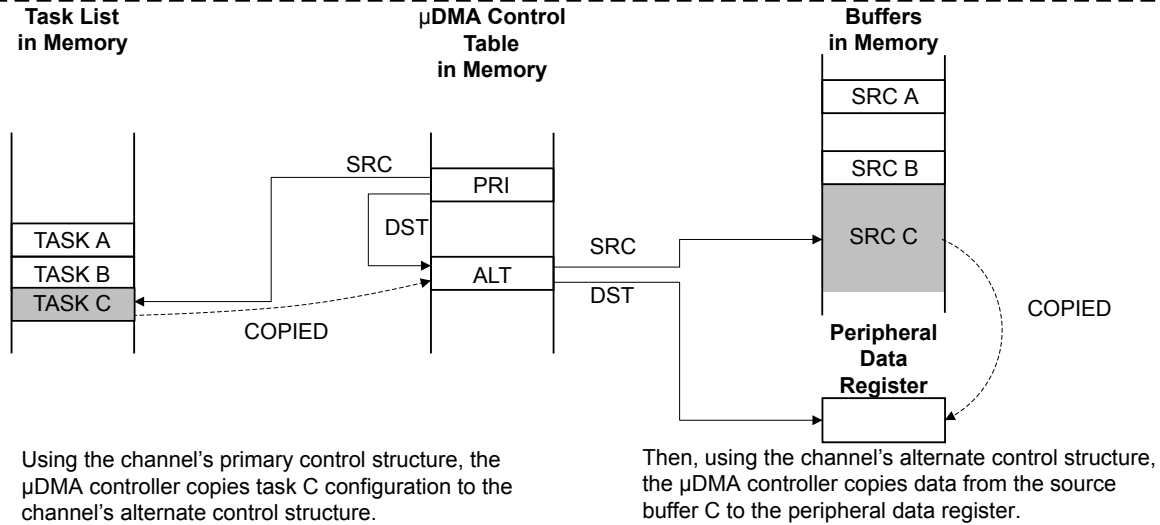 Task List
in Memory
µDMA Control
Table
in Memory
Buffers
in Memory
SRC A
SRC B
SRC C
SRC
PRI
DST
ALT
SRC
DST
TASK A
TASK B
TASK C
COPIED
COPIED
Peripheral
Data
Register
Using the channel's primary control structure, the
µDMA controller copies task C configuration to the
channel's alternate control structure.
Then, using the channel's alternate control structure,
the µDMA controller copies data from the source
buffer C to the peripheral data register.